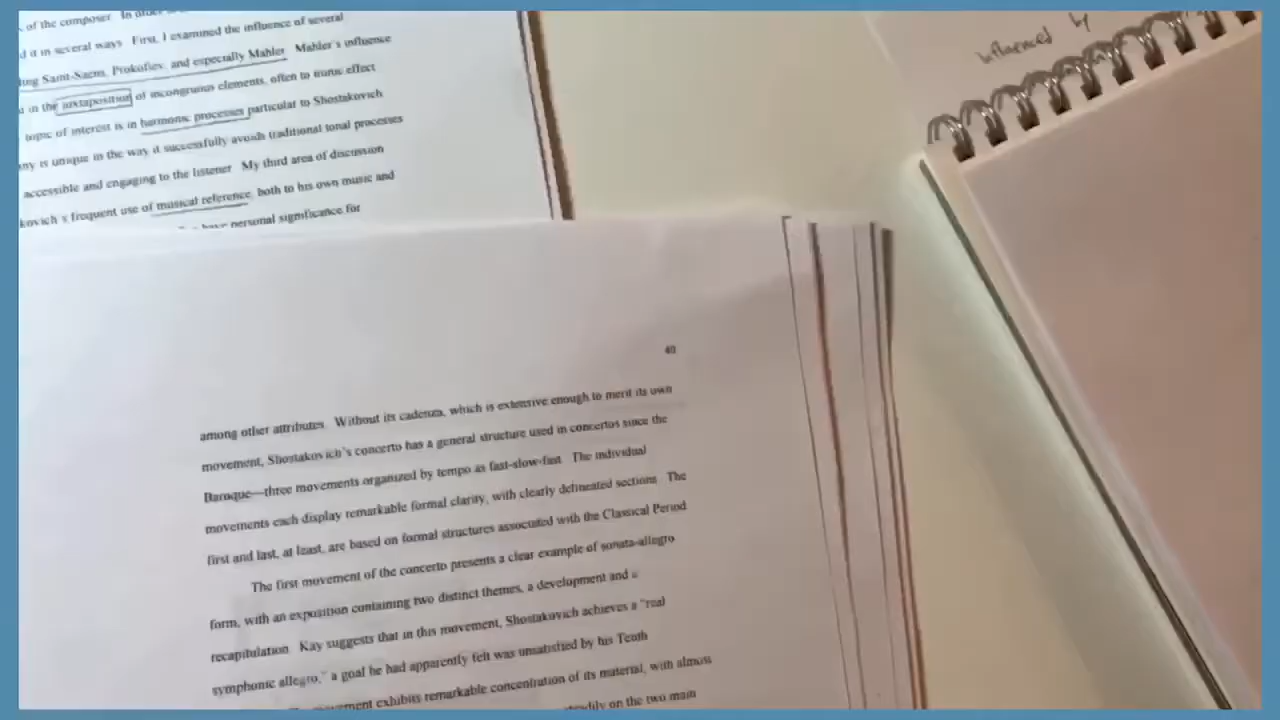 of the composer. In order
d it in several ways. First, I examined the influence of several
ing Saint-Saens, Prokofiev, and especially Mahler. Mahler's influence
in the juxtaposition of incongruous elements, often to ironic effect
topic of interest is in harmonic processes particular to Shostakovich
ny is unique in the way it successfully avoids traditional tonal processes
accessible and engaging to the listener. My third area of discussion
kovich's frequent use of musical reference, both to his own music and
have personal significance for
influenced by
40
among other attributes. Without its cadenza, which is extensive enough to merit its own
movement, Shostakovich's concerto has a general structure used in concertos since the
Baroque—three movements organized by tempo as fast-slow-fast. The individual
movements each display remarkable formal clarity, with clearly delineated sections. The
first and last, at least, are based on formal structures associated with the Classical Period.
The first movement of the concerto presents a clear example of sonata-allegro
form, with an exposition containing two distinct themes, a development and a
recapitulation. Kay suggests that in this movement, Shostakovich achieves a "real
symphonic allegro," a goal he had apparently felt was unsatisfied by his Tenth
movement exhibits remarkable concentration of its material, with almost
steadily on the two main